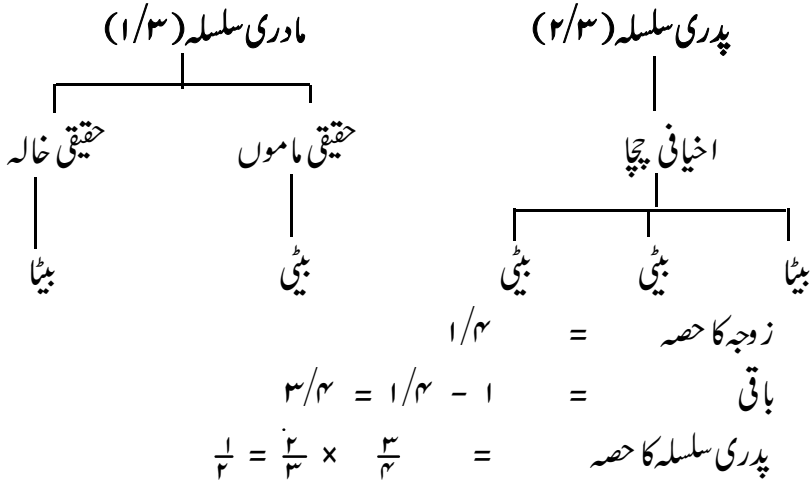 پدری سلسلہ (۲/۳) مادری سلسلہ (۱/۳)
اخیافی چچا حقیقی ماموں حقیقی خالہ
بیٹا بیٹی بیٹی بیٹی بیٹا
زوجہ کا حصہ = ۱/۴
باقی = ۱ - ۱/۴ = ۳/۴
پدری سلسلہ کا حصہ = ۳/۴ × ۲/۳ = ۱/۲